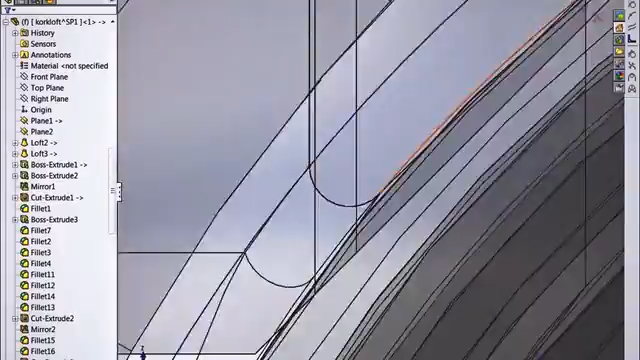 (f) [ korkloft^SP1 ]<1> ->
History
Sensors
Annotations
Material <not specified
Front Plane
Top Plane
Right Plane
Origin
Plane1 ->
Plane2
Loft2 ->
Loft3 ->
Boss-Extrude1 ->
Boss-Extrude2
Mirror1
Cut-Extrude1 ->
Fillet1
Boss-Extrude3
Fillet7
Fillet2
Fillet3
Fillet4
Fillet11
Fillet12
Fillet14
Fillet13
Cut-Extrude2
Mirror2
Fillet15
Fillet16